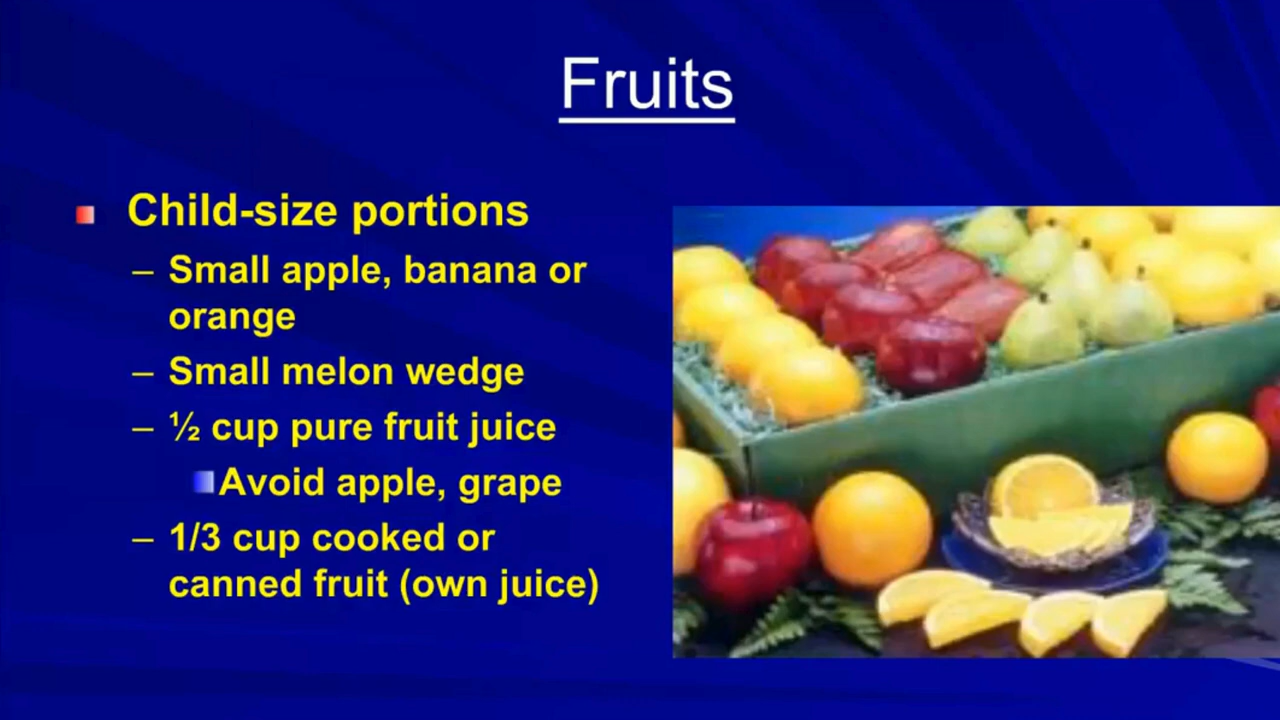 Fruits
Child-size portions
– Small apple, banana or
orange
– Small melon wedge
– ½ cup pure fruit juice
Avoid apple, grape
– 1/3 cup cooked or
canned fruit (own juice)